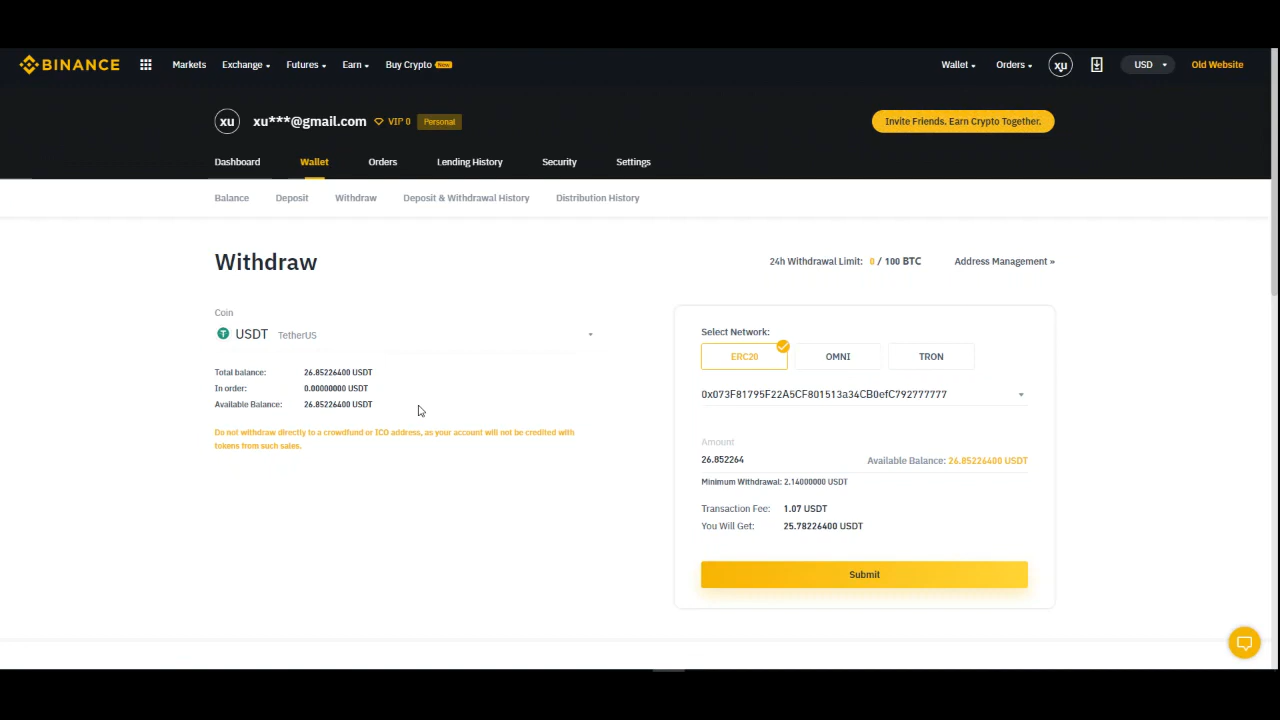 BINANCE Markets Exchange Futures Earn Buy Crypto New Wallet Orders xu USD Old Website
xu xu***@gmail.com VIP 0 Personal Invite Friends. Earn Crypto Together.
Dashboard Wallet Orders Lending History Security Settings
Balance Deposit Withdraw Deposit & Withdrawal History Distribution History
Withdraw
24h Withdrawal Limit: 0 / 100 BTC Address Management »
Coin
T USDT TetherUS
Total balance: 26.85226400 USDT
In order: 0.00000000 USDT
Available Balance: 26.85226400 USDT
Do not withdraw directly to a crowdfund or ICO address, as your account will not be credited with
tokens from such sales.
Select Network:
ERC20 OMNI TRON
0x073F81795F22A5CF801513a34CB0efC792777777
Amount
26.852264 Available Balance: 26.85226400 USDT
Minimum Withdrawal: 2.14000000 USDT
Transaction Fee: 1.07 USDT
You Will Get: 25.78226400 USDT
Submit